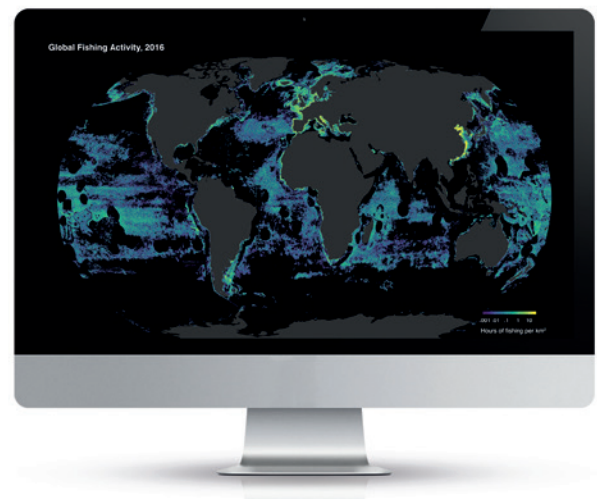 Global Fishing Activity, 2016
.001 .01 .1 1 10
Hours of fishing per km²